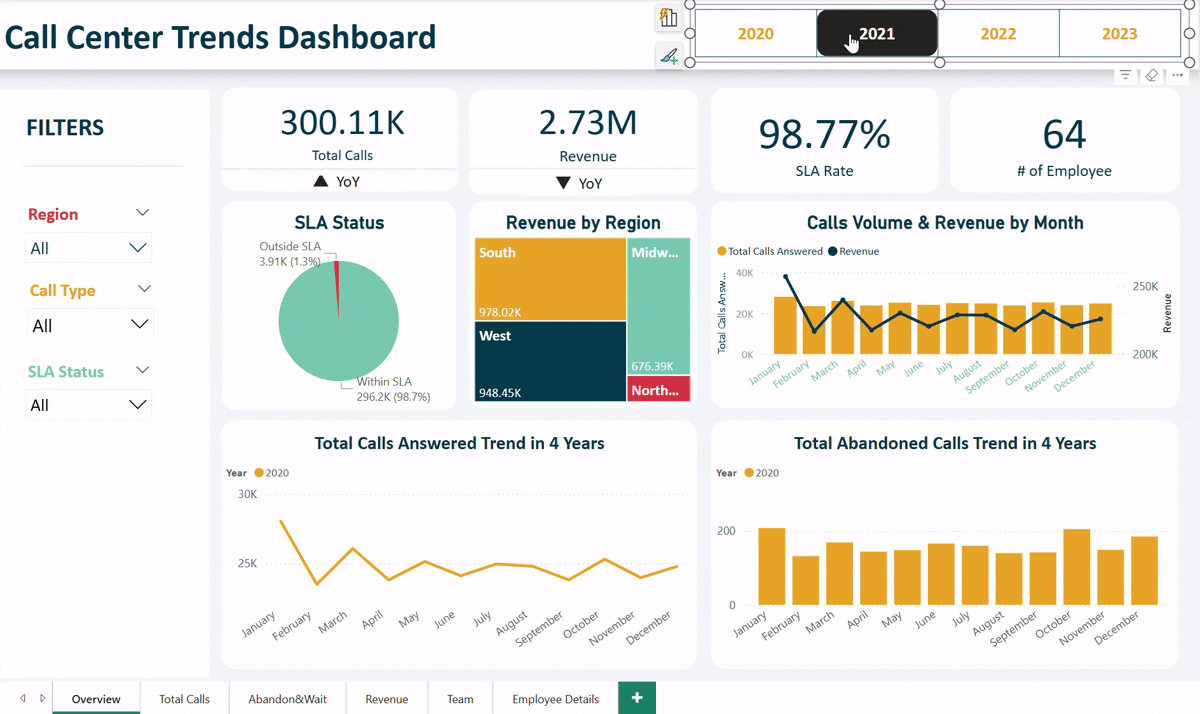 Call Center Trends Dashboard
2020
2021
2022
2023
FILTERS
Region
All
Call Type
All
SLA Status
All
300.11K
Total Calls
▲ YoY
2.73M
Revenue
▼ YoY
98.77%
SLA Rate
64
# of Employee
SLA Status
Outside SLA
3.91K (1.3%)
Within SLA
296.2K (98.7%)
Revenue by Region
South
978.02K
West
948.45K
Midw...
676.39K
North...
Calls Volume & Revenue by Month
Total Calls Answered Revenue
40K
20K
0K
Total Calls Answ...
250K
200K
Revenue
January
February
March
April
May
June
July
August
September
October
November
December
Total Calls Answered Trend in 4 Years
Year 2020
30K
25K
January
February
March
April
May
June
July
August
September
October
November
December
Total Abandoned Calls Trend in 4 Years
Year 2020
200
0
January
February
March
April
May
June
July
August
September
October
November
December
Overview
Total Calls
Abandon&Wait
Revenue
Team
Employee Details
+